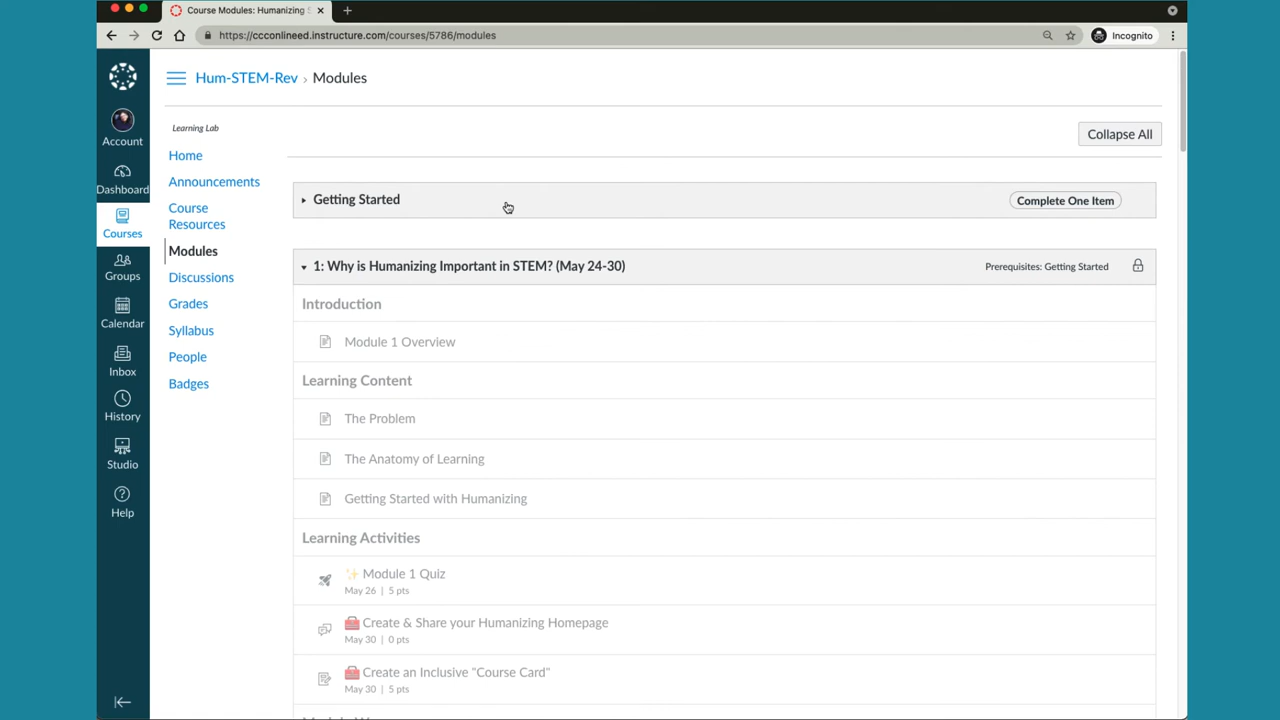 Course Modules: Humanizing
https://ccconlineed.instructure.com/courses/5786/modules
Incognito
Hum-STEM-Rev › Modules
Account
Dashboard
Courses
Groups
Calendar
Inbox
History
Studio
Help
Learning Lab
Home
Announcements
Course
Resources
Modules
Discussions
Grades
Syllabus
People
Badges
Collapse All
Getting Started
Complete One Item
1: Why is Humanizing Important in STEM? (May 24-30)
Prerequisites: Getting Started
Introduction
Module 1 Overview
Learning Content
The Problem
The Anatomy of Learning
Getting Started with Humanizing
Learning Activities
✨ Module 1 Quiz
May 26 | 5 pts
🧰 Create & Share your Humanizing Homepage
May 30 | 0 pts
🧰 Create an Inclusive "Course Card"
May 30 | 5 pts